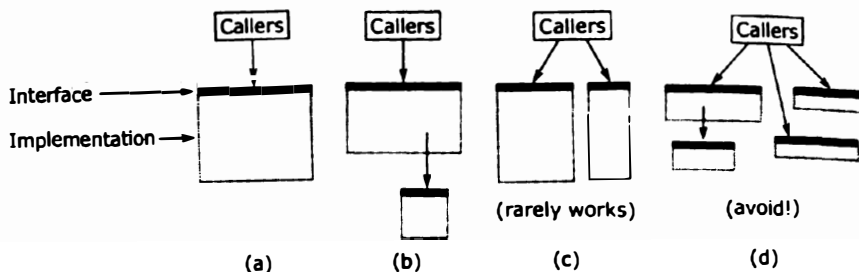 Callers Callers Callers Callers
Interface
Implementation
(rarely works) (avoid!)
(a) (b) (c) (d)